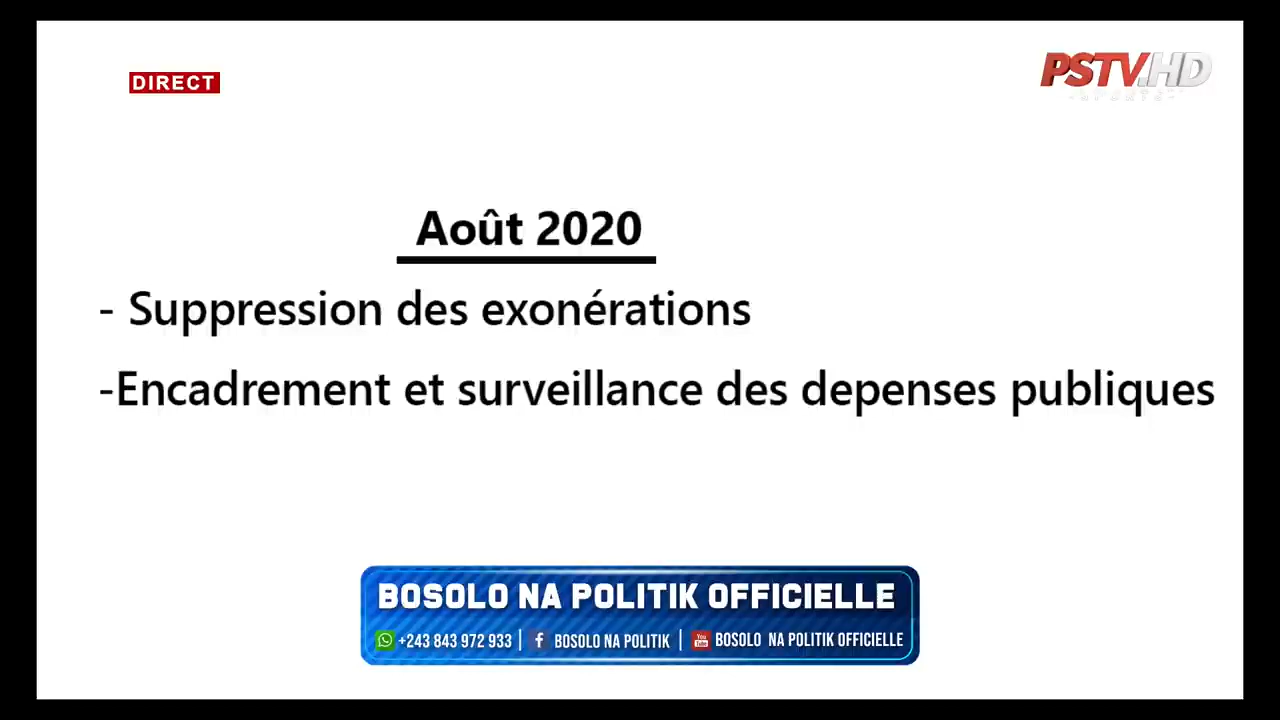 DIRECT
PSTV.HD
Août 2020
- Suppression des exonérations
-Encadrement et surveillance des depenses publiques
BOSOLO NA POLITIK OFFICIELLE
+243 843 972 933 | BOSOLO NA POLITIK | BOSOLO NA POLITIK OFFICIELLE